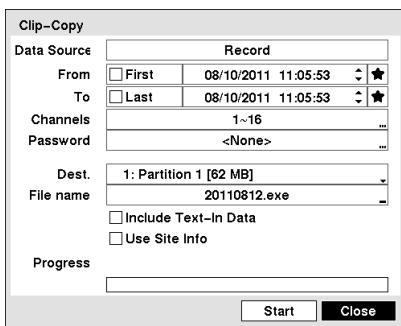 Clip-Copy
Data Source Record
From First 08/10/2011 11:05:53
To Last 08/10/2011 11:05:53
Channels 1~16 ...
Password <None> ...
Dest. 1: Partition 1 [62 MB]
File name 20110812.exe
Include Text-In Data
Use Site Info
Progress
Start Close